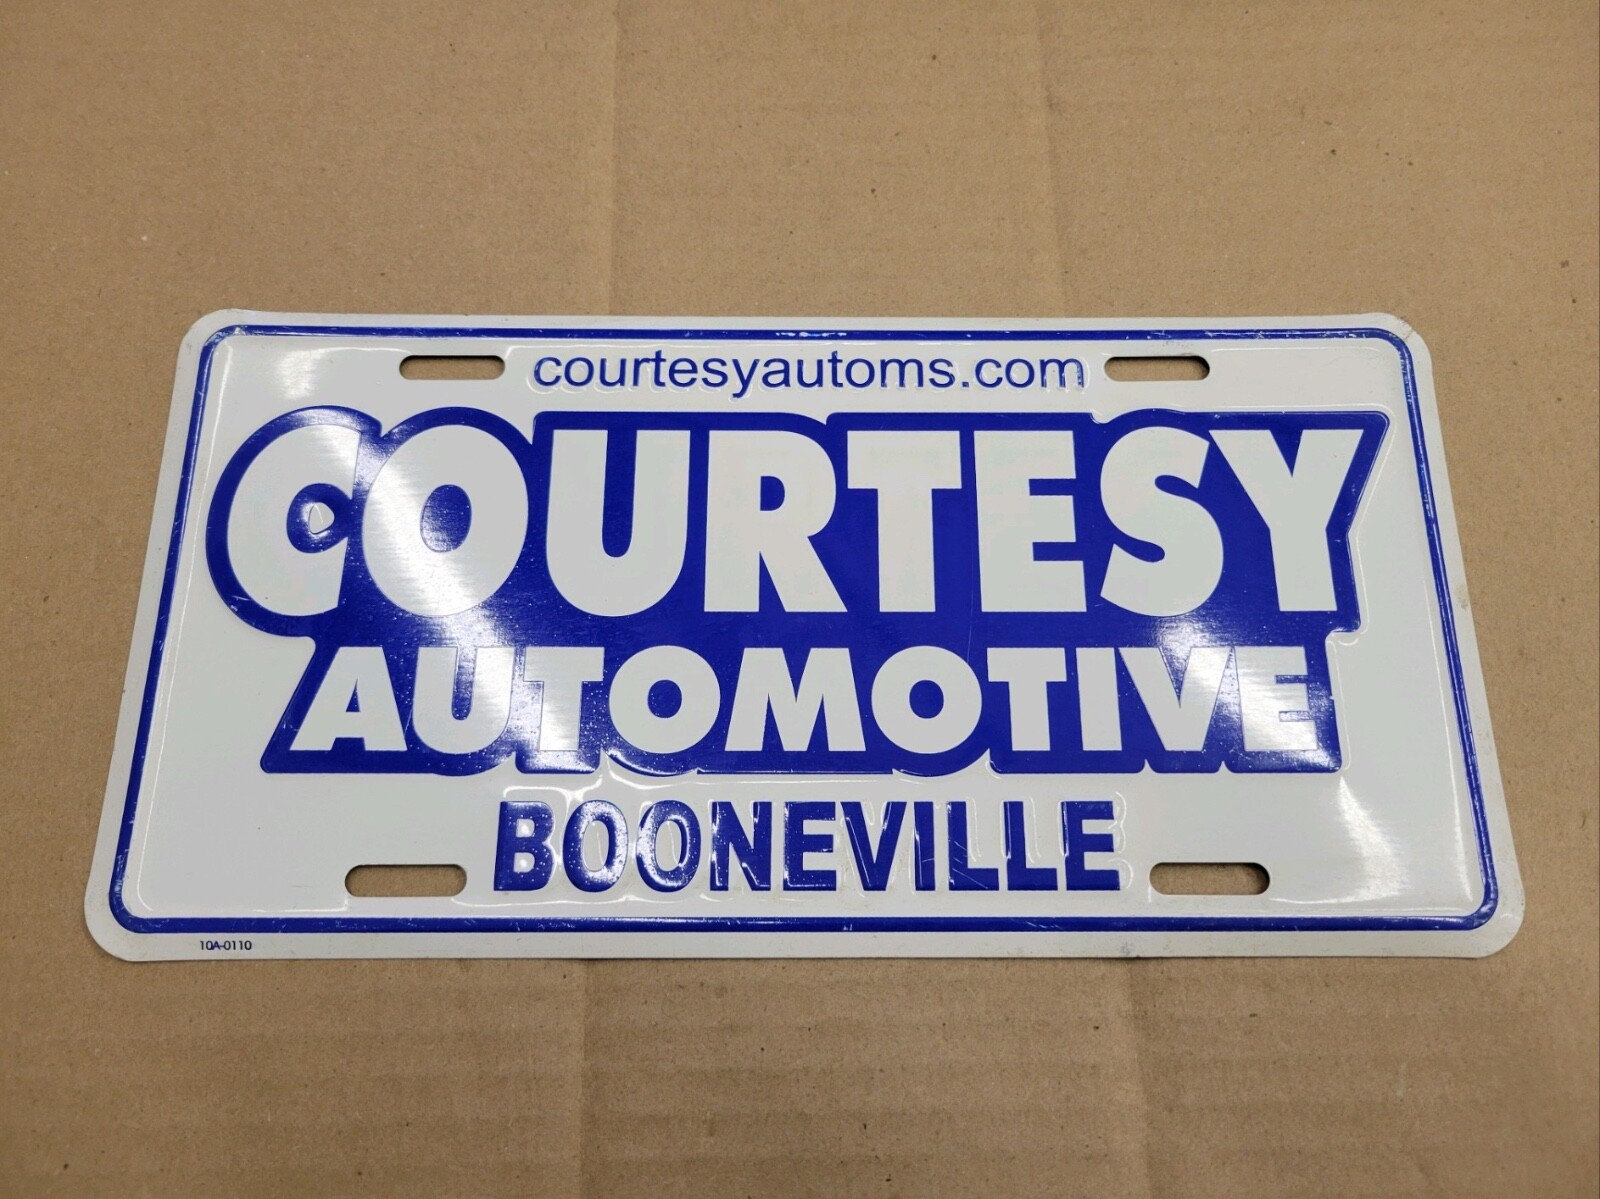 courtesyautoms.com
COURTESY
AUTOMOTIVE
BOONEVILLE
10A-0110